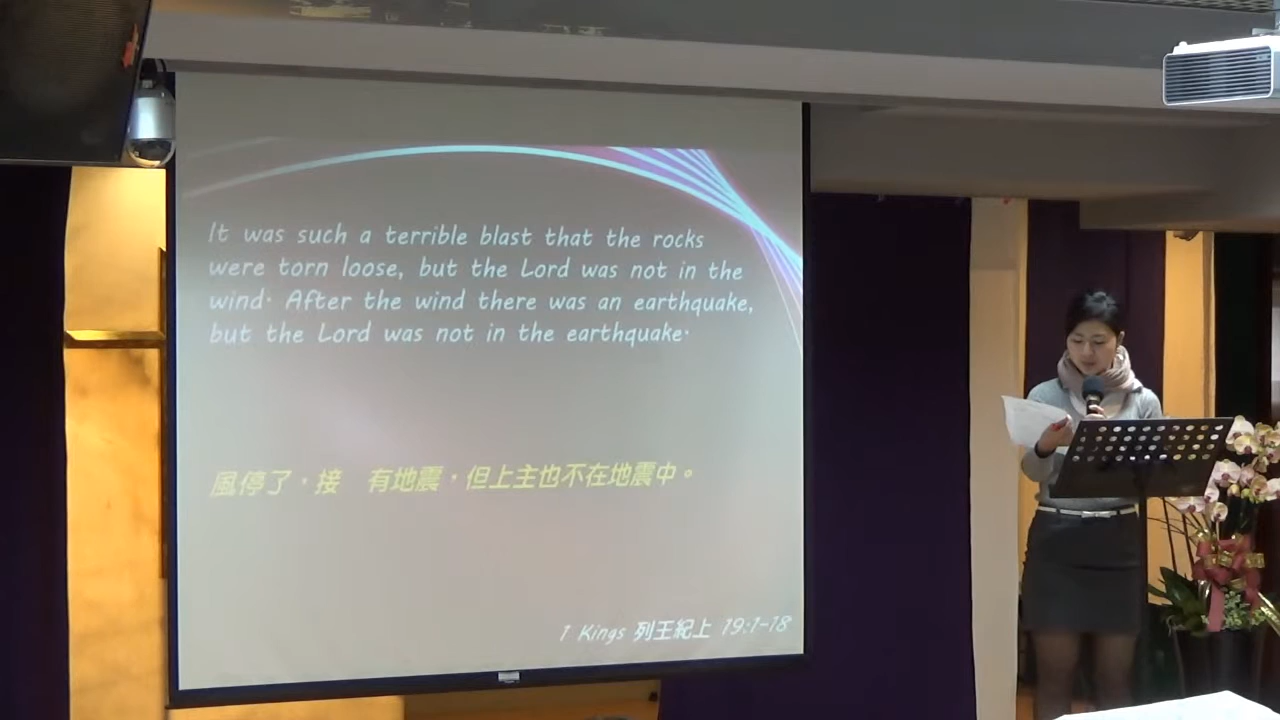 It was such a terrible blast that the rocks
were torn loose, but the Lord was not in the
wind. After the wind there was an earthquake,
but the Lord was not in the earthquake.
風停了，接　有地震，但上主也不在地震中。
1 Kings 列王紀上 19:1-18